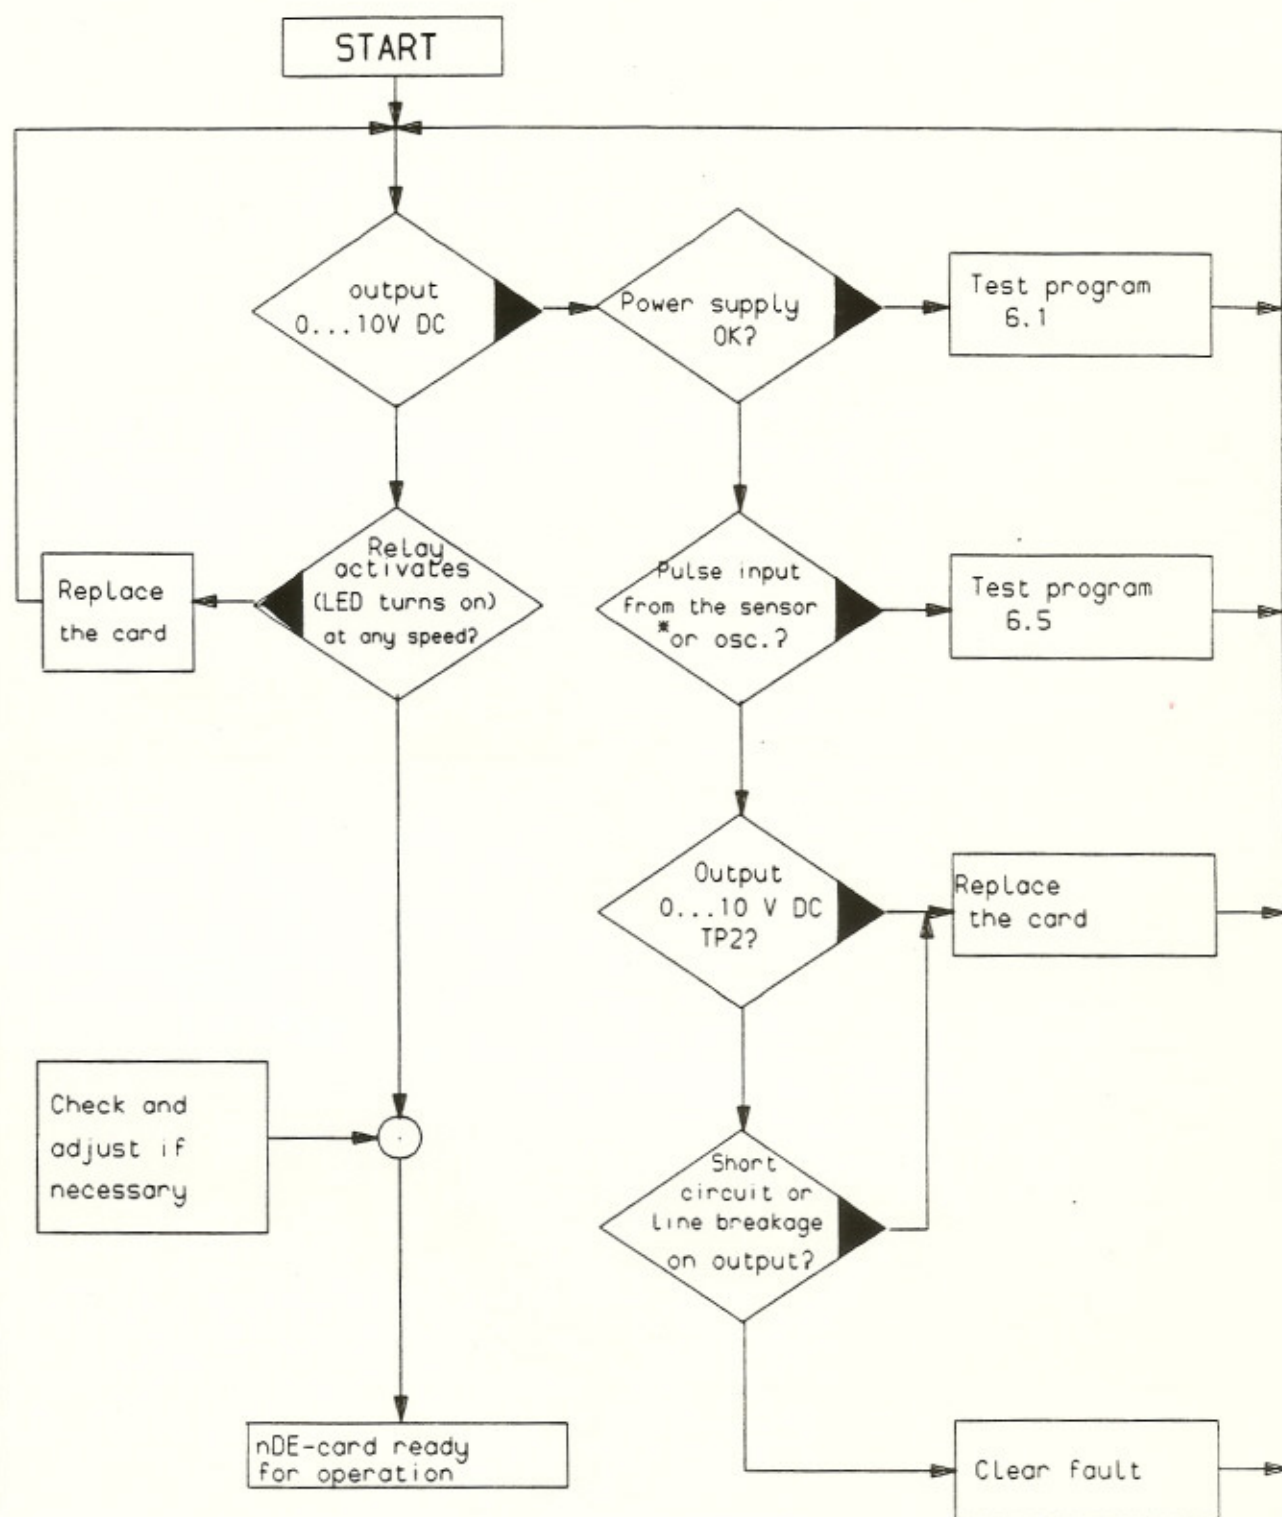 START
output
0...10V DC
Power supply
OK?
Test program
6.1
Relay
activates
(LED turns on)
at any speed?
Replace
the card
Pulse input
from the sensor
*or osc.?
Test program
6.5
Output
0...10 V DC
TP2?
Replace
the card
Check and
adjust if
necessary
Short
circuit or
line breakage
on output?
nDE-card ready
for operation
Clear fault